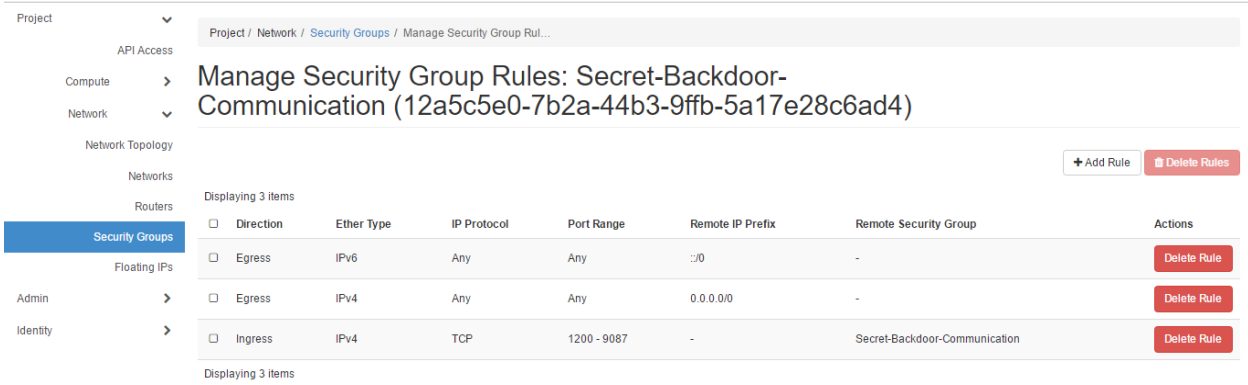 Project
API Access
Compute
Network
Network Topology
Networks
Routers
Security Groups
Floating IPs
Admin
Identity
Project / Network / Security Groups / Manage Security Group Rul...
Manage Security Group Rules: Secret-Backdoor-
Communication (12a5c5e0-7b2a-44b3-9ffb-5a17e28c6ad4)
+ Add Rule Delete Rules
Displaying 3 items
Direction Ether Type IP Protocol Port Range Remote IP Prefix Remote Security Group Actions
Egress IPv6 Any Any ::/0 - Delete Rule
Egress IPv4 Any Any 0.0.0.0/0 - Delete Rule
Ingress IPv4 TCP 1200 - 9087 - Secret-Backdoor-Communication Delete Rule
Displaying 3 items